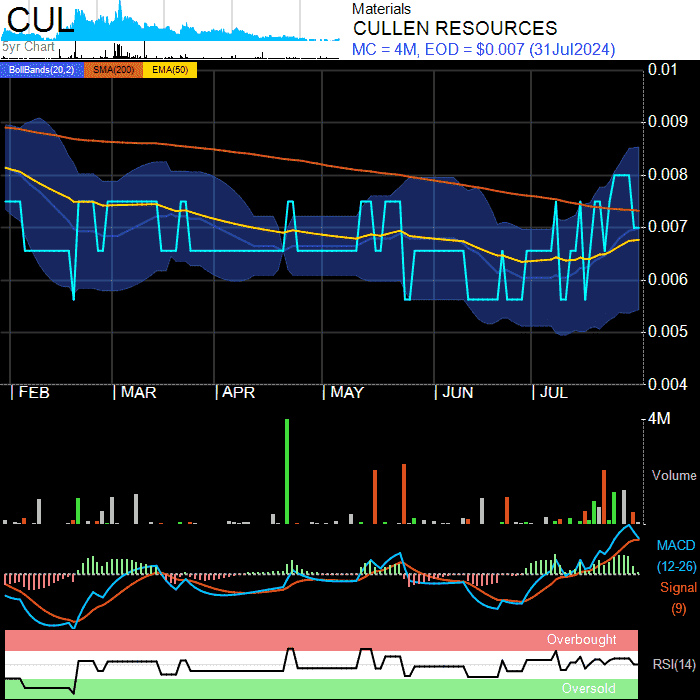 CUL
5yr Chart
Materials
CULLEN RESOURCES
MC = 4M, EOD = $0.007 (31Jul2024)
BollBands(20,2) SMA(200) EMA(50)
0.01
0.009
0.008
0.007
0.006
0.005
0.004
FEB MAR APR MAY JUN JUL
4M
Volume
MACD
(12-26)
Signal
(9)
Overbought
RSI(14)
Oversold